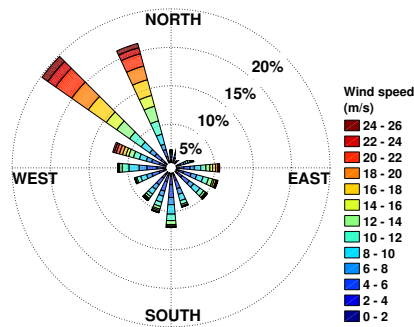 NORTH
20%
15%
10%
5%
WEST
EAST
SOUTH
Wind speed
(m/s)
24 - 26
22 - 24
20 - 22
18 - 20
16 - 18
14 - 16
12 - 14
10 - 12
8 - 10
6 - 8
4 - 6
2 - 4
0 - 2